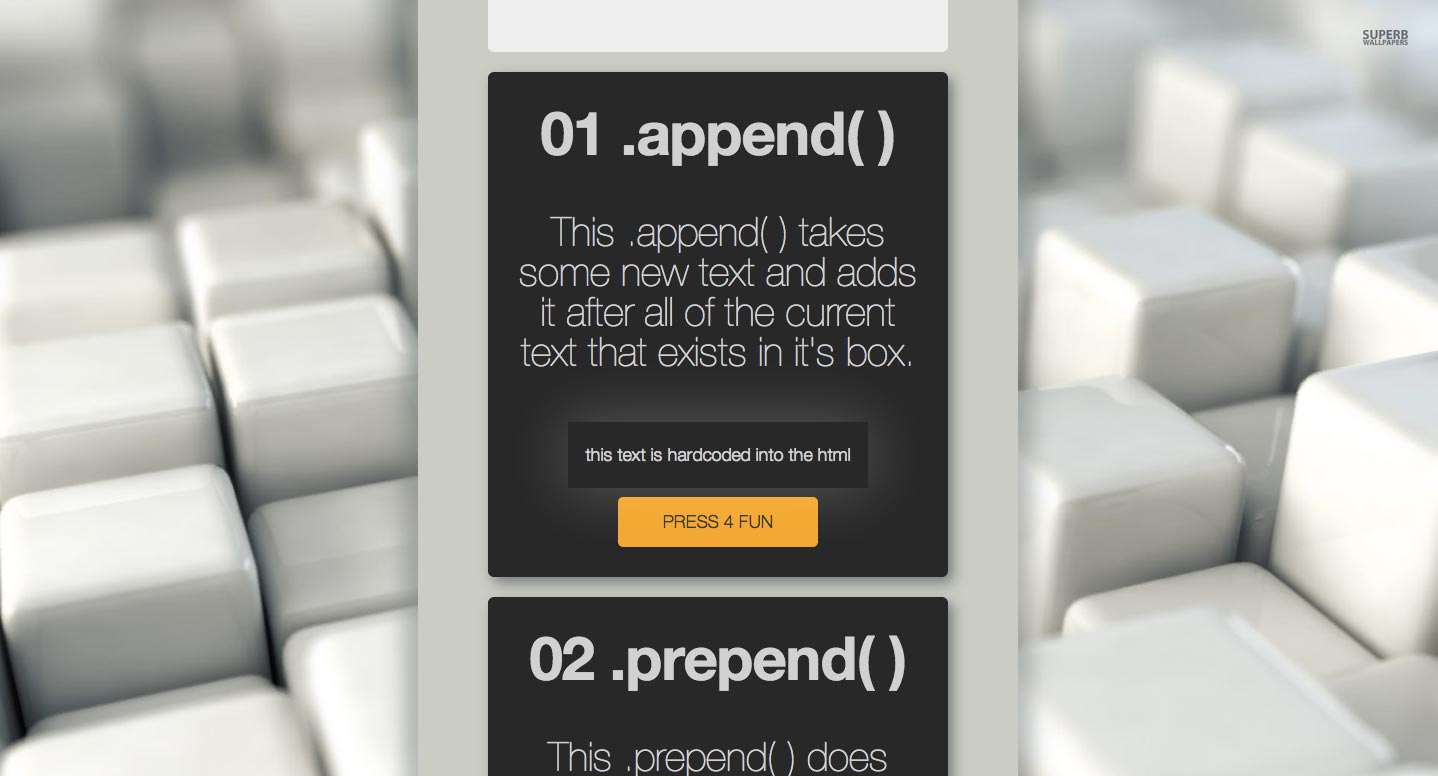 SUPERB
WALLPAPERS
01 .append( )
This .append( ) takes
some new text and adds
it after all of the current
text that exists in it's box.
this text is hardcoded into the html
PRESS 4 FUN
02 .prepend( )
This .prepend( ) does